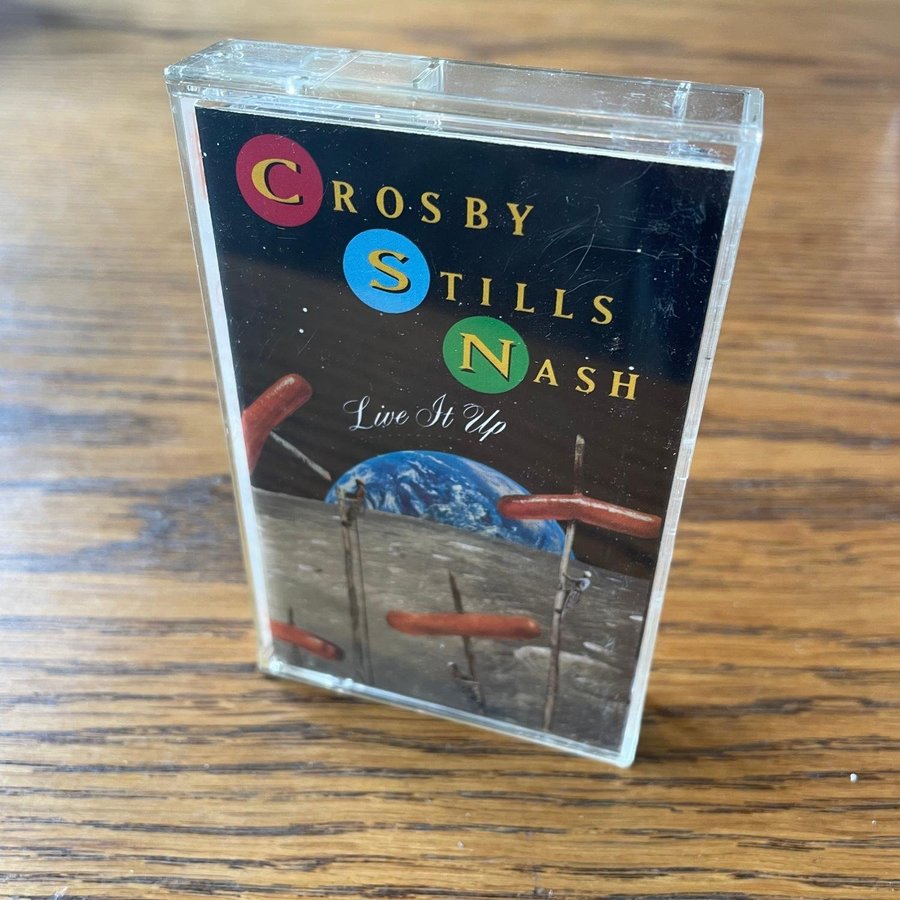 CROSBY
STILLS
NASH
Live It Up